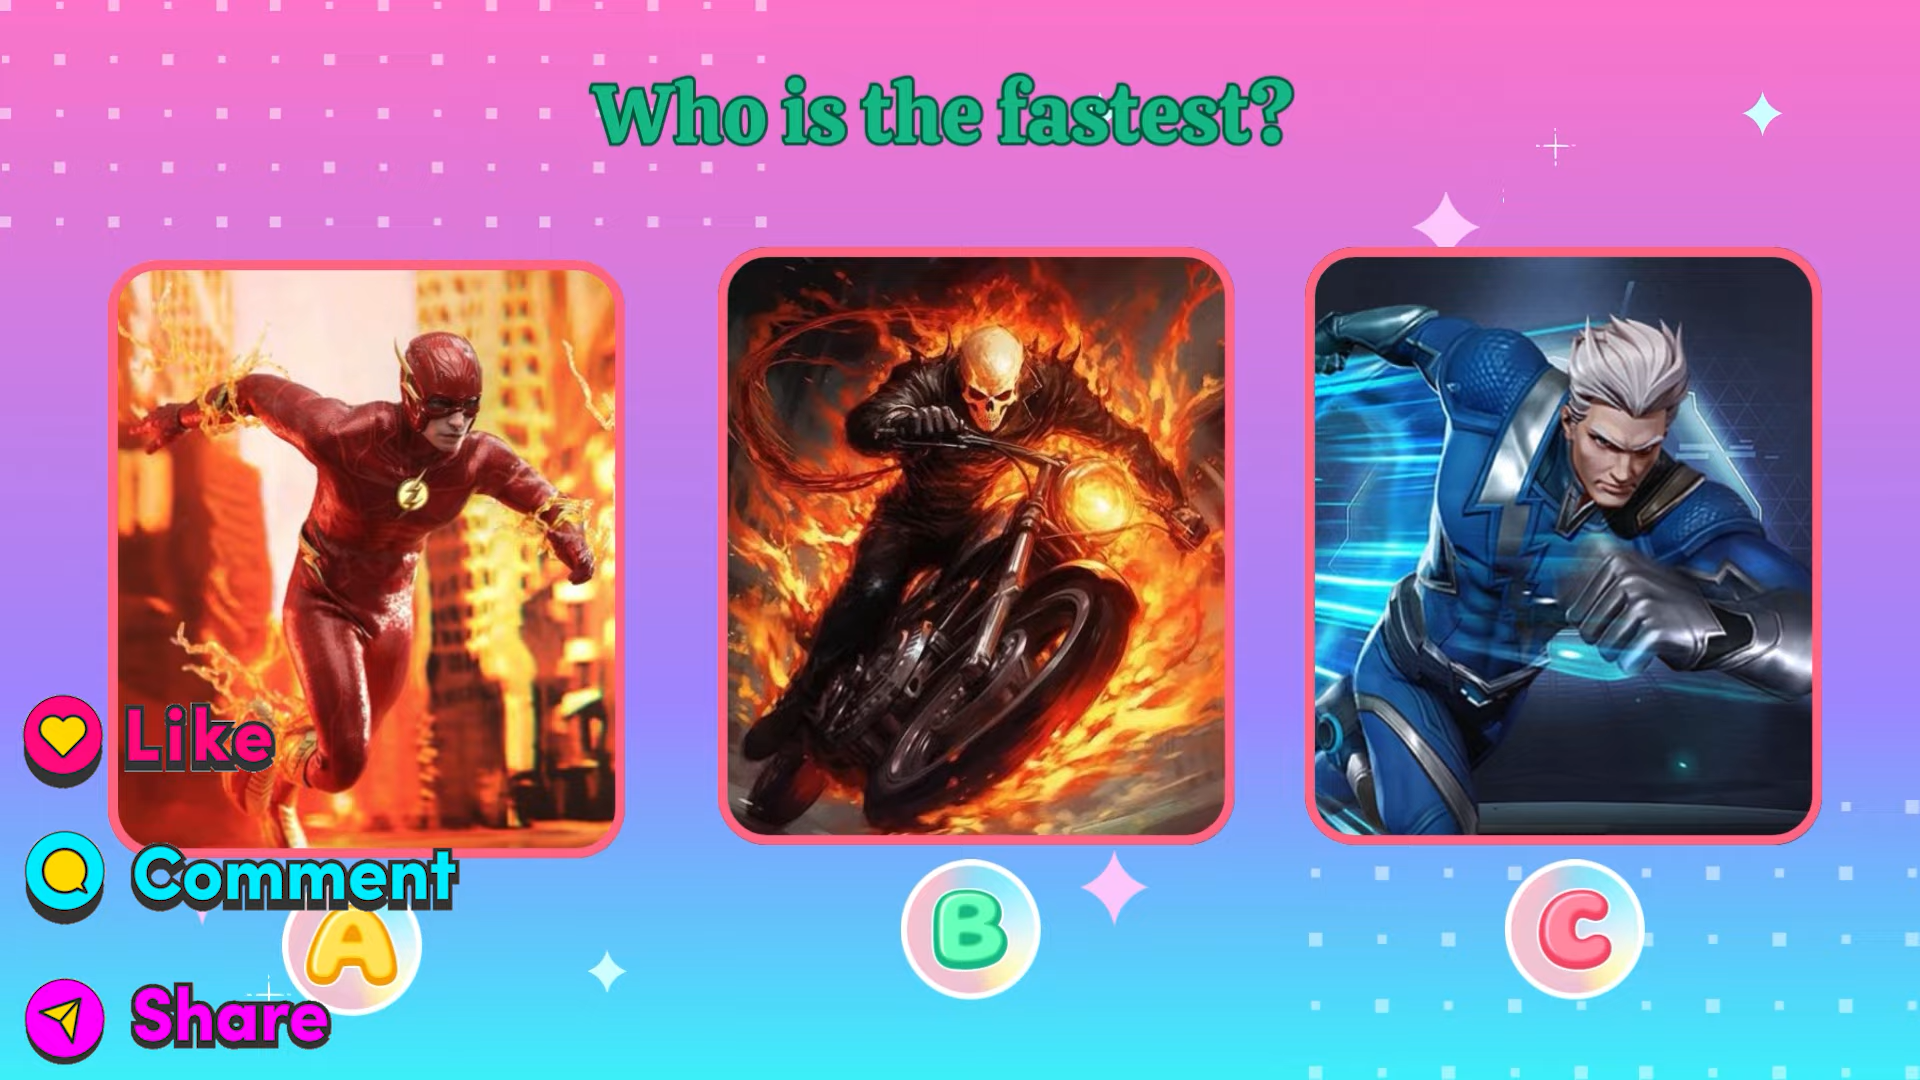 Who is the fastest?
Like
Comment
A
B
C
Share